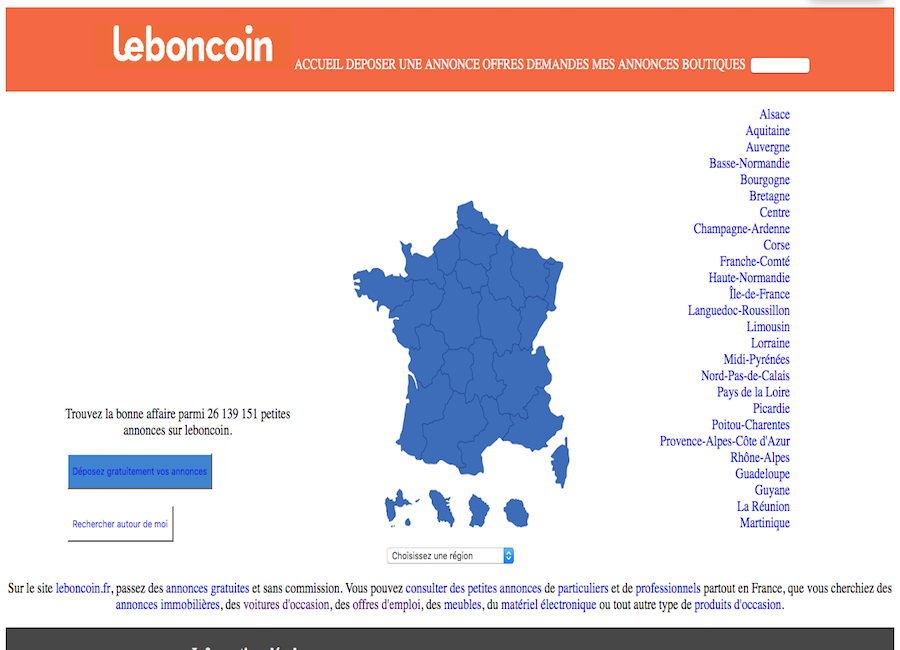 leboncoin
ACCUEIL DEPOSER UNE ANNONCE OFFRES DEMANDES MES ANNONCES BOUTIQUES
Alsace
Aquitaine
Auvergne
Basse-Normandie
Bourgogne
Bretagne
Centre
Champagne-Ardenne
Corse
Franche-Comté
Haute-Normandie
Île-de-France
Languedoc-Roussillon
Limousin
Lorraine
Midi-Pyrénées
Nord-Pas-de-Calais
Pays de la Loire
Picardie
Poitou-Charentes
Provence-Alpes-Côte d'Azur
Rhône-Alpes
Guadeloupe
Guyane
La Réunion
Martinique
Trouvez la bonne affaire parmi 26 139 151 petites
annonces sur leboncoin.
Déposez gratuitement vos annonces
Rechercher autour de moi
Choisissez une région
Sur le site leboncoin.fr, passez des annonces gratuites et sans commission. Vous pouvez consulter des petites annonces de particuliers et de professionnels partout en France, que vous cherchiez des
annonces immobilières, des voitures d'occasion, des offres d'emploi, des meubles, du matériel électronique ou tout autre type de produits d'occasion.